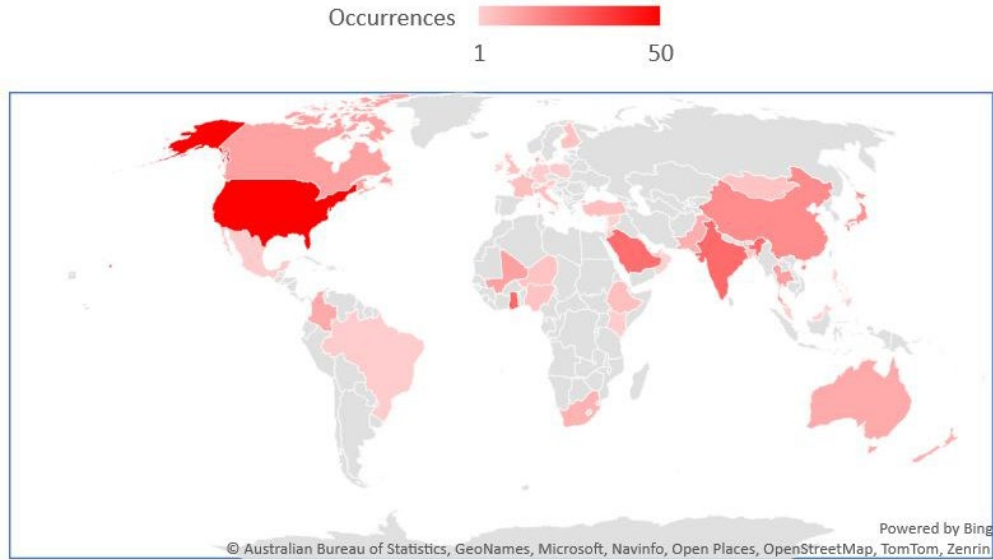 Occurrences
1 50
Powered by Bing
© Australian Bureau of Statistics, GeoNames, Microsoft, Navinfo, Open Places, OpenStreetMap, TomTom, Zenrin